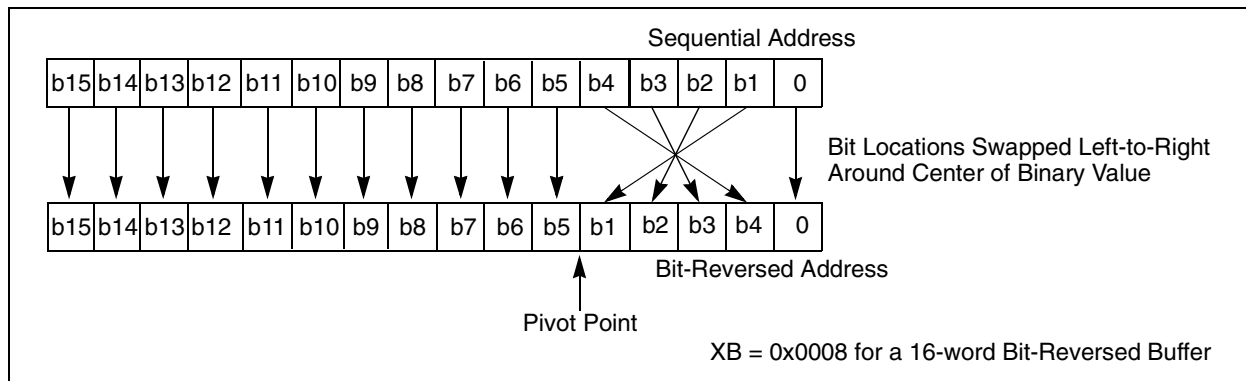 Sequential Address
b15 b14 b13 b12 b11 b10 b9 b8 b7 b6 b5 b4 b3 b2 b1 0
Bit Locations Swapped Left-to-Right
Around Center of Binary Value
b15 b14 b13 b12 b11 b10 b9 b8 b7 b6 b5 b1 b2 b3 b4 0
Bit-Reversed Address
Pivot Point
XB = 0x0008 for a 16-word Bit-Reversed Buffer